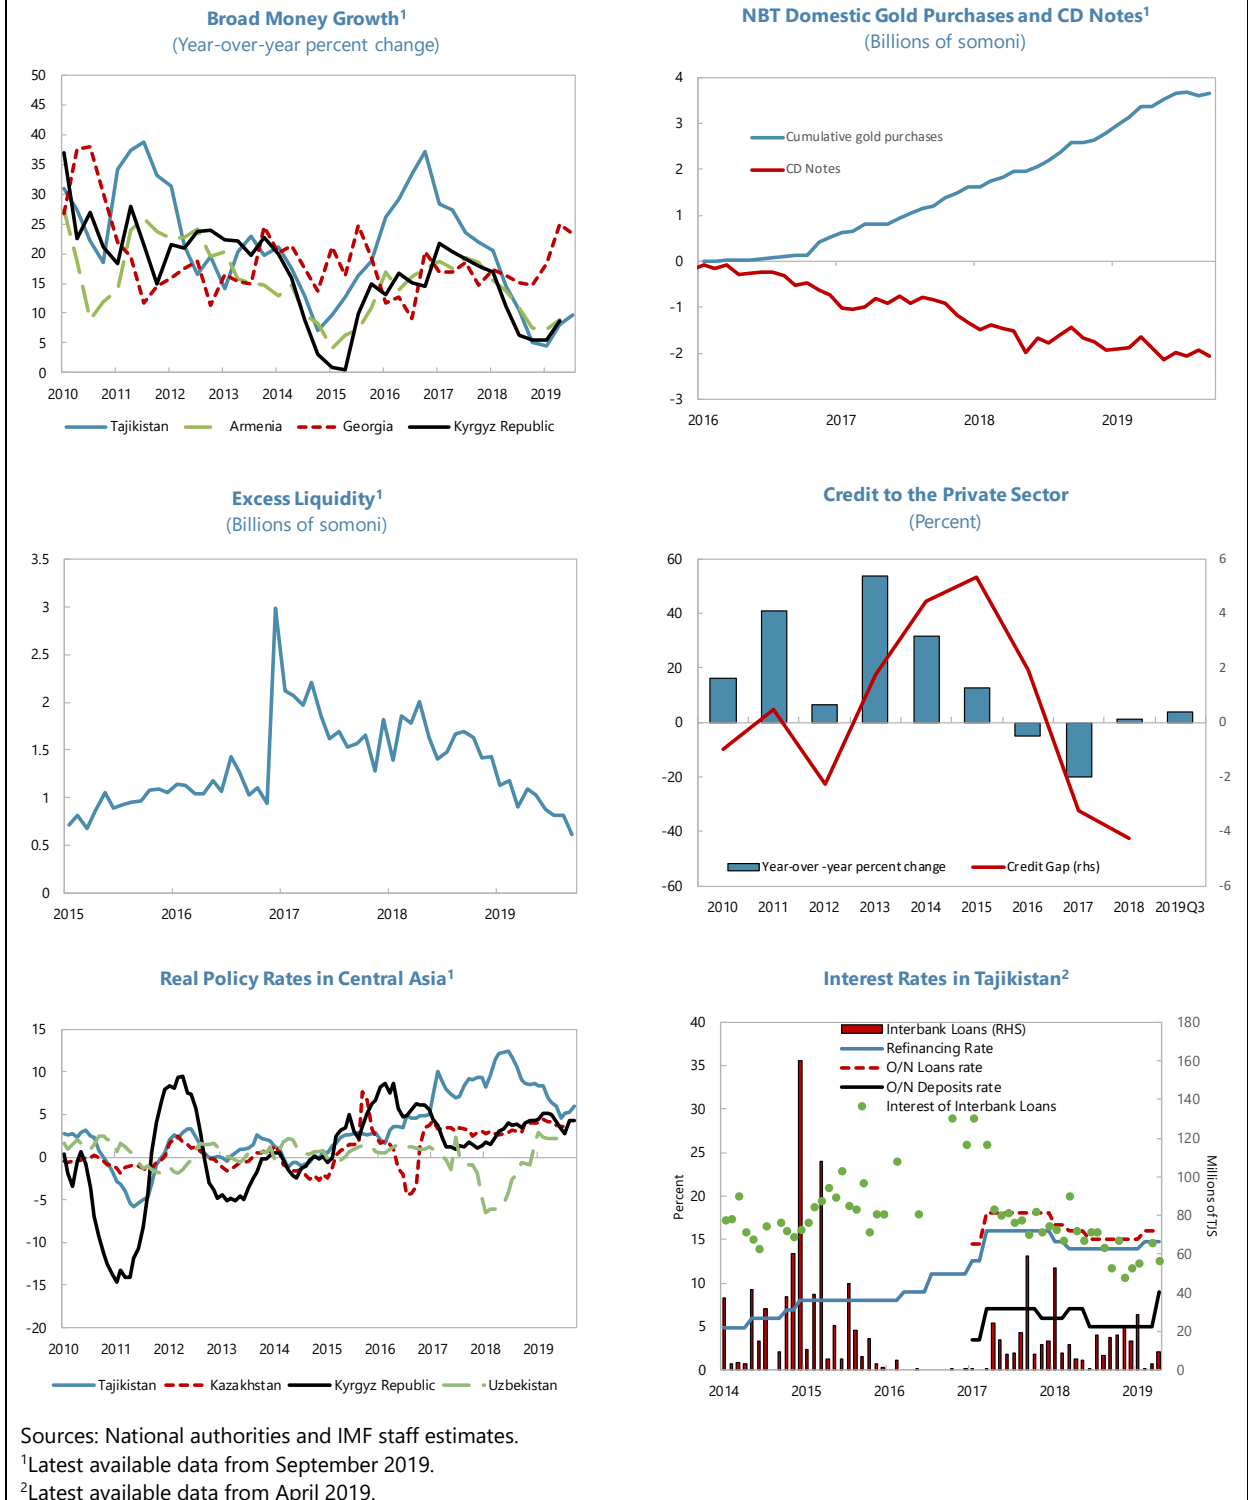 Broad Money Growth1
(Year-over-year percent change)
50
45
40
35
30
25
20
15
10
5
0
2010 2011 2012 2013 2014 2015 2016 2017 2018 2019
Tajikistan Armenia Georgia Kyrgyz Republic
NBT Domestic Gold Purchases and CD Notes1
(Billions of somoni)
4
3
2
1
0
-1
-2
-3
Cumulative gold purchases
CD Notes
2016 2017 2018 2019
Excess Liquidity1
(Billions of somoni)
3.5
3
2.5
2
1.5
1
0.5
0
2015 2016 2017 2018 2019
Credit to the Private Sector
(Percent)
60
40
20
0
-20
-40
-60
6
4
2
0
-2
-4
-6
Year-over -year percent change Credit Gap (rhs)
2010 2011 2012 2013 2014 2015 2016 2017 2018 2019Q3
Real Policy Rates in Central Asia1
15
10
5
0
-5
-10
-15
-20
2010 2011 2012 2013 2014 2015 2016 2017 2018 2019
Tajikistan Kazakhstan Kyrgyz Republic Uzbekistan
Interest Rates in Tajikistan2
40
35
30
25
20
15
10
5
0
Percent
Interbank Loans (RHS)
Refinancing Rate
O/N Loans rate
O/N Deposits rate
Interest of Interbank Loans
180
160
140
120
100
80
60
40
20
0
Millions of TJS
2014 2015 2016 2017 2018 2019
Sources: National authorities and IMF staff estimates.
1Latest available data from September 2019.
2Latest available data from April 2019.